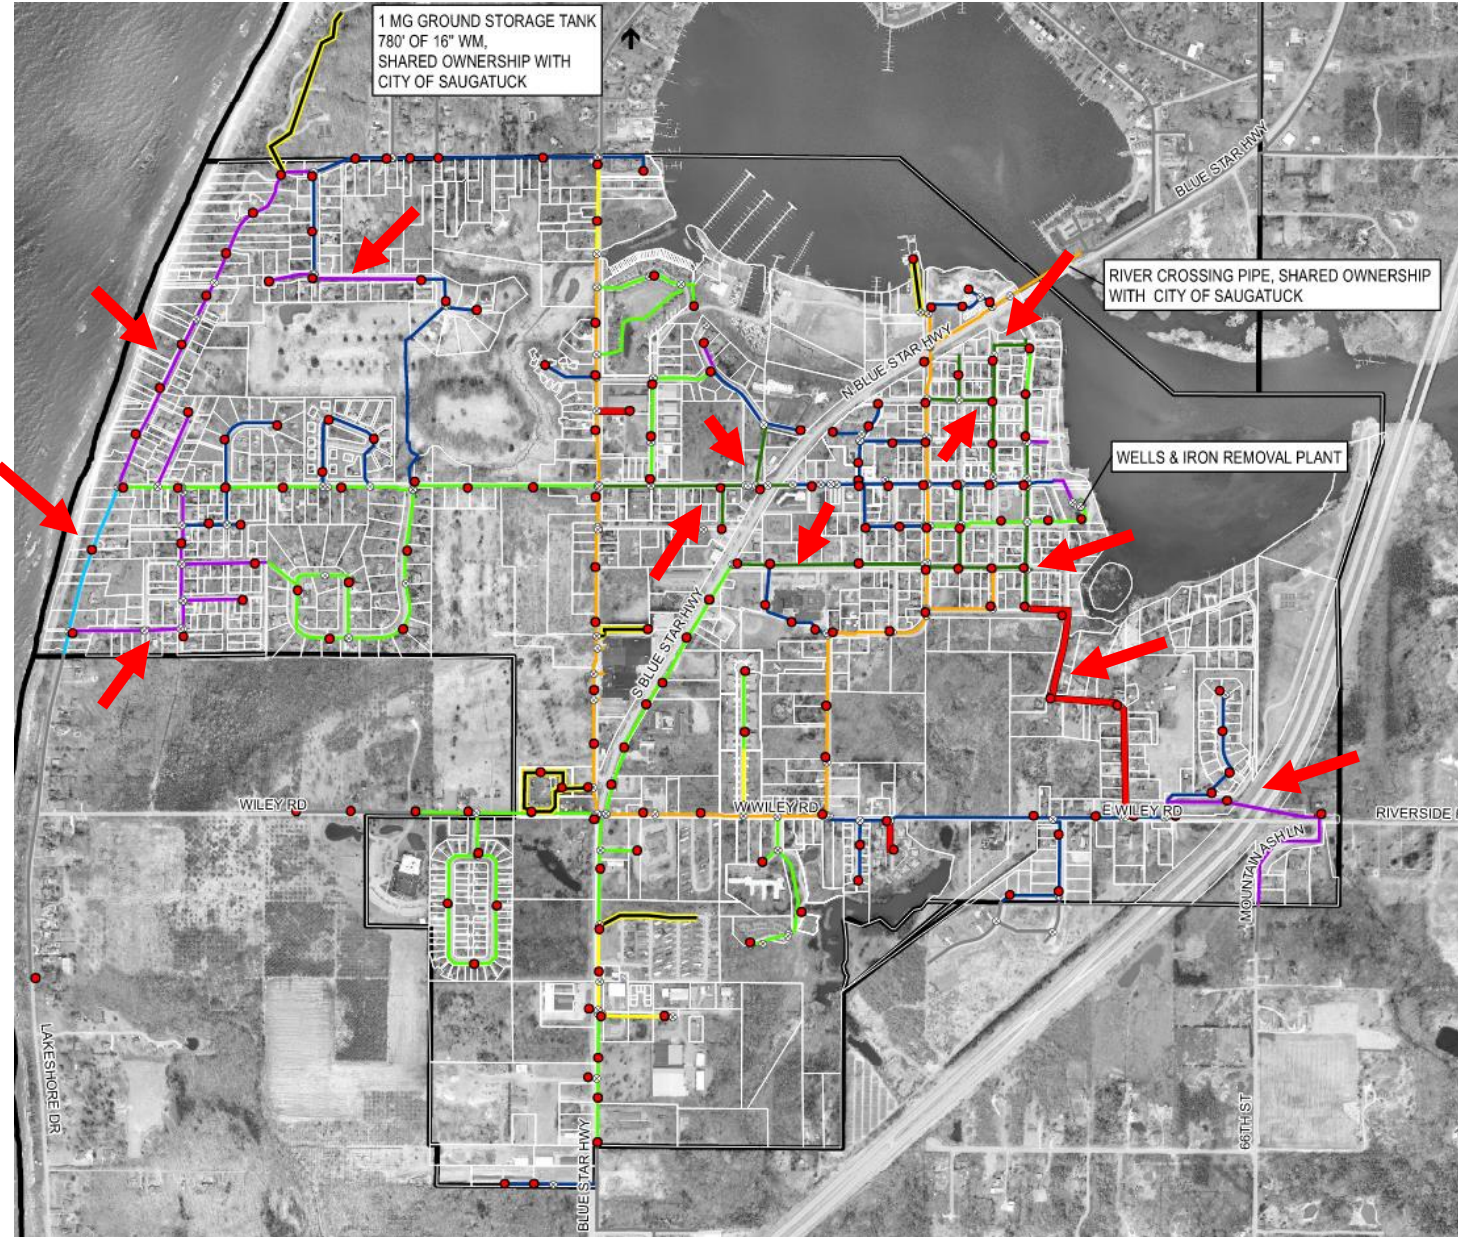 1 MG GROUND STORAGE TANK
780' OF 16" WM,
SHARED OWNERSHIP WITH
CITY OF SAUGATUCK
BLUE STAR HWY
RIVER CROSSING PIPE, SHARED OWNERSHIP
WITH CITY OF SAUGATUCK
N BLUE STAR HWY
WELLS & IRON REMOVAL PLANT
S BLUE STAR HWY
WILEY RD
W WILEY RD
E WILEY RD
RIVERSIDE
MOUNTAIN ASH LN
LAKESHORE DR
BLUE STAR HWY
66TH ST